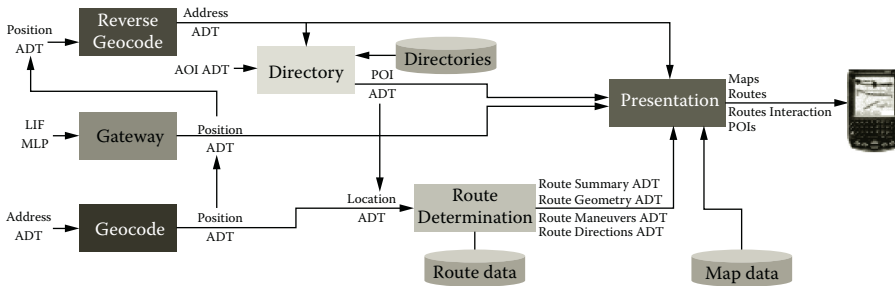 Position
ADT
Reverse
Geocode
Address
ADT
AOI ADT
Directory
Directories
POI
ADT
LIF
MLP
Gateway
Position
ADT
Presentation
Maps
Routes
Routes Interaction
POIs
Address
ADT
Geocode
Position
ADT
Location
ADT
Route
Determination
Route Summary ADT
Route Geometry ADT
Route Maneuvers ADT
Route Directions ADT
Route data
Map data